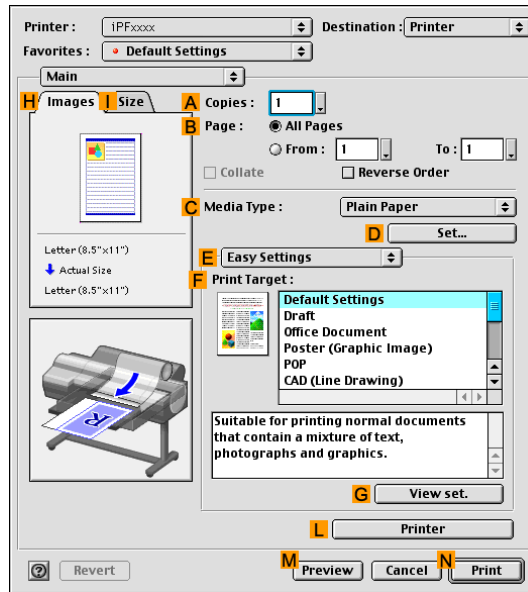 Printer : iPFxxxx Destination : Printer
Favorites : Default Settings
Main
H Images I Size
A Copies : 1
B Page : All Pages
From : 1 To : 1
Collate Reverse Order
C Media Type : Plain Paper
D Set...
Letter (8.5"x11")
Actual Size
Letter (8.5"x11")
E Easy Settings
F Print Target :
Default Settings
Draft
Office Document
Poster (Graphic Image)
POP
CAD (Line Drawing)
R
Suitable for printing normal documents
that contain a mixture of text,
photographs and graphics.
G View set.
L Printer
? Revert M Preview Cancel N Print